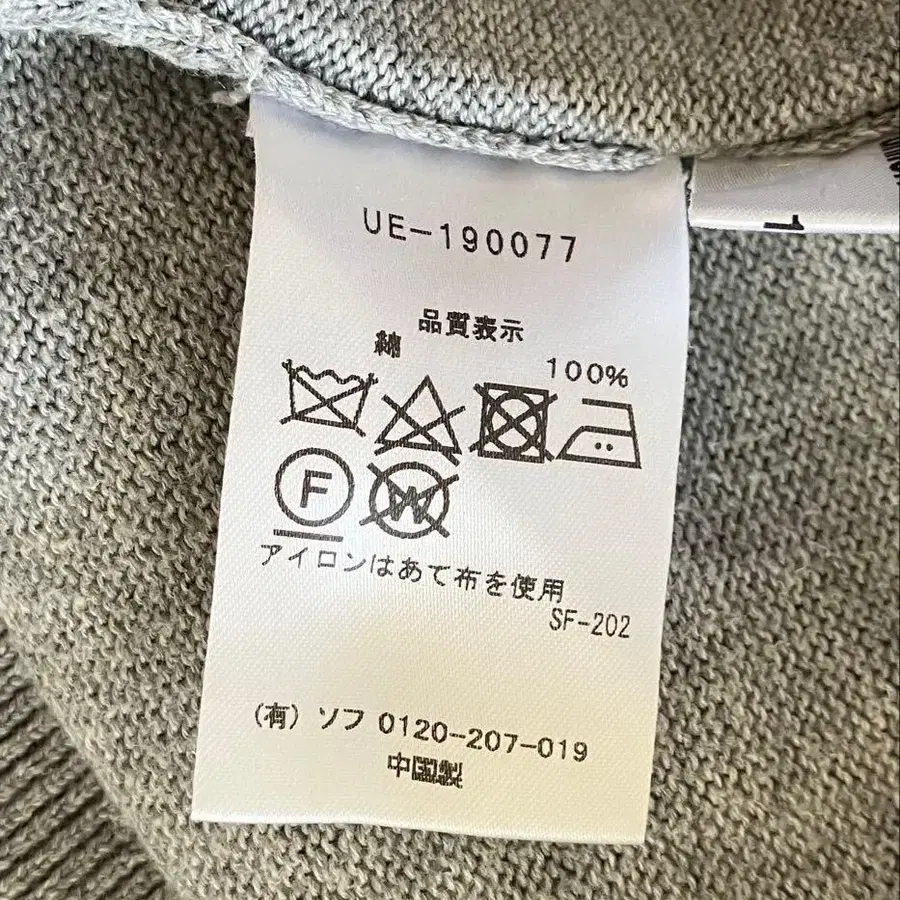 UE-190077
品質表示
綿 100%
F
W
アイロンはあて布を使用
SF-202
(有) ソフ 0120-207-019
中国製
1